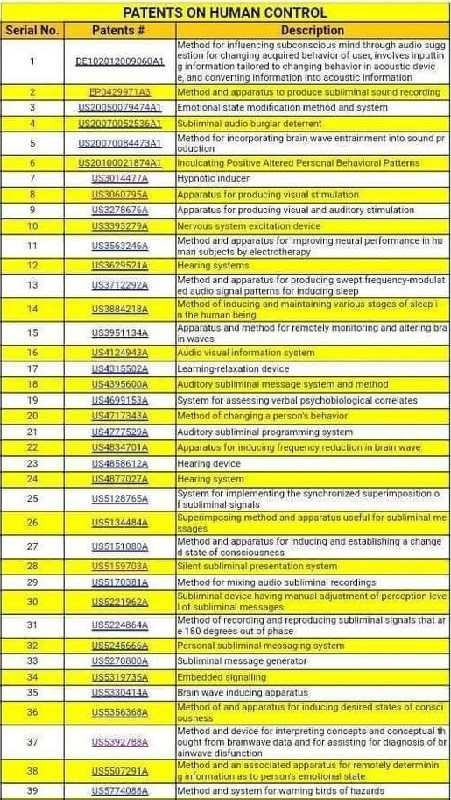 PATENTS ON HUMAN CONTROL
Serial No. Patents # Description
1 DE102012009060A1 Method for influencing subconscious mind through audio sugg
estion for changing acquired behavior of user, involves inputtin
g information tailored to changing behavior in acoustic devic
e, and converting information into acoustic information
2 EP0429971A3 Method and apparatus to produce subliminal sound recording
3 US20050079474A1 Emotional state modification method and system
4 US20070052536A1 Subliminal audio burglar deterrent
5 US20070084473A1 Method for incorporating brain wave entrainment into sound pr
oduction
6 US20100021874A1 Inculcating Positive Altered Personal Behavioral Patterns
7 US3014477A Hypnotic inducer
8 US3060795A Apparatus for producing visual stimulation
9 US3278676A Apparatus for producing visual and auditory stimulation
10 US3393279A Nervous system excitation device
11 US3563246A Method and apparatus for improving neural performance in hu
man subjects by electrotherapy
12 US3629521A Hearing systems
13 US3712292A Method and apparatus for producing swept frequency-modulat
ed audio signal patterns for inducing sleep
14 US3884218A Method of inducing and maintaining various stages of sleep i
n the human being
15 US3951134A Apparatus and method for remotely monitoring and altering bra
in waves
16 US4124943A Audio visual information system
17 US4315502A Learning-relaxation device
18 US4395600A Auditory subliminal message system and method
19 US4699153A System for assessing verbal psychobiological correlates
20 US4717343A Method of changing a person's behavior
21 US4777529A Auditory subliminal programming system
22 US4834701A Apparatus for inducing frequency reduction in brain wave
23 US4858612A Hearing device
24 US4877027A Hearing system
25 US5128765A System for implementing the synchronized superimposition o
f subliminal signals
26 US5134484A Superimposing method and apparatus useful for subliminal me
ssages
27 US5151080A Method and apparatus for inducing and establishing a change
d state of consciousness
28 US5159703A Silent subliminal presentation system
29 US5170381A Method for mixing audio subliminal recordings
30 US5221962A Subliminal device having manual adjustment of perception leve
l of subliminal messages
31 US5224864A Method of recording and reproducing subliminal signals that ar
e 180 degrees out of phase
32 US5245666A Personal subliminal messaging system
33 US5270800A Subliminal message generator
34 US5319735A Embedded signalling
35 US5330414A Brain wave inducing apparatus
36 US5356368A Method of and apparatus for inducing desired states of consci
ousness
37 US5392788A Method and device for interpreting concepts and conceptual th
ought from brainwave data and for assisting for diagnosis of br
ainwave disfunction
38 US5507291A Method and an associated apparatus for remotely determinin
g information as to person's emotional state
39 US5774088A Method and system for warning birds of hazards